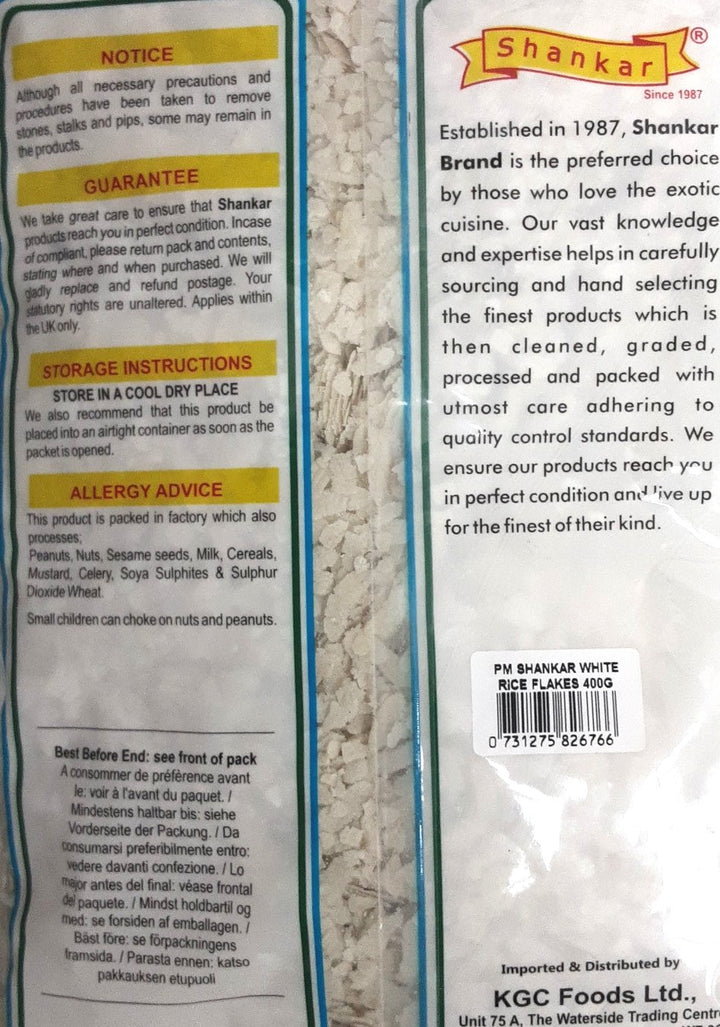 NOTICE
Although all necessary precautions and
procedures have been taken to remove
stones, stalks and pips, some may remain in
the products.
GUARANTEE
We take great care to ensure that Shankar
products reach you in perfect condition. Incase
of compliant, please return pack and contents,
stating where and when purchased. We will
gladly replace and refund postage. Your
statutory rights are unaltered. Applies within
the UK only.
STORAGE INSTRUCTIONS
STORE IN A COOL DRY PLACE
We also recommend that this product be
placed into an airtight container as soon as the
packet is opened.
ALLERGY ADVICE
This product is packed in factory which also
processes;
Peanuts, Nuts, Sesame seeds, Milk, Cereals,
Mustard, Celery, Soya Sulphites & Sulphur
Dioxide Wheat.
Small children can choke on nuts and peanuts.
Best Before End: see front of pack
A consommer de préférence avant
le: voir à l'avant du paquet. /
Mindestens haltbar bis: siehe
Vorderseite der Packung. / Da
consumarsi preferibilmente entro:
vedere davanti confezione. / Lo
major antes del final: véase frontal
del paquete. / Mindst holdbartil og
med: se forsiden af emballagen. /
Bäst före: se förpackningens
framsida. / Parasta ennen: katso
pakkauksen etupuoli
Shankar ®
Since 1987
Established in 1987, Shankar
Brand is the preferred choice
by those who love the exotic
cuisine. Our vast knowledge
and expertise helps in carefully
sourcing and hand selecting
the finest products which is
then cleaned, graded,
processed and packed with
utmost care adhering to
quality control standards. We
ensure our products reach you
in perfect condition and live up
for the finest of their kind.
PM SHANKAR WHITE
RICE FLAKES 400G
0 731275 826766
Imported & Distributed by
KGC Foods Ltd.,
Unit 75 A, The Waterside Trading Centr